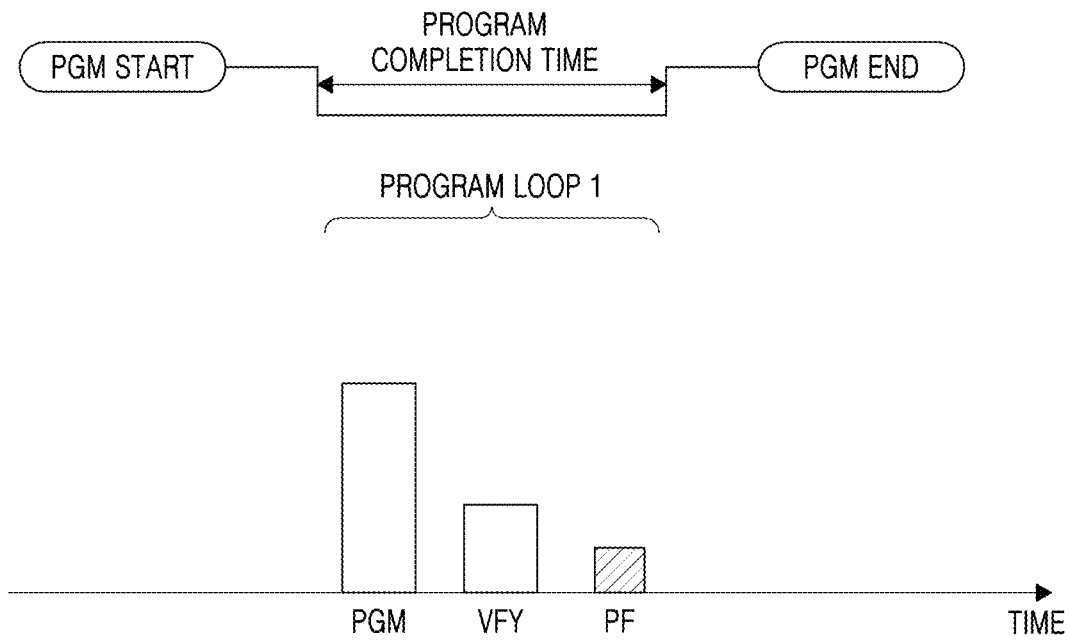 PGM START
PROGRAM
COMPLETION TIME
PGM END
PROGRAM LOOP 1
PGM
VFY
PF
TIME